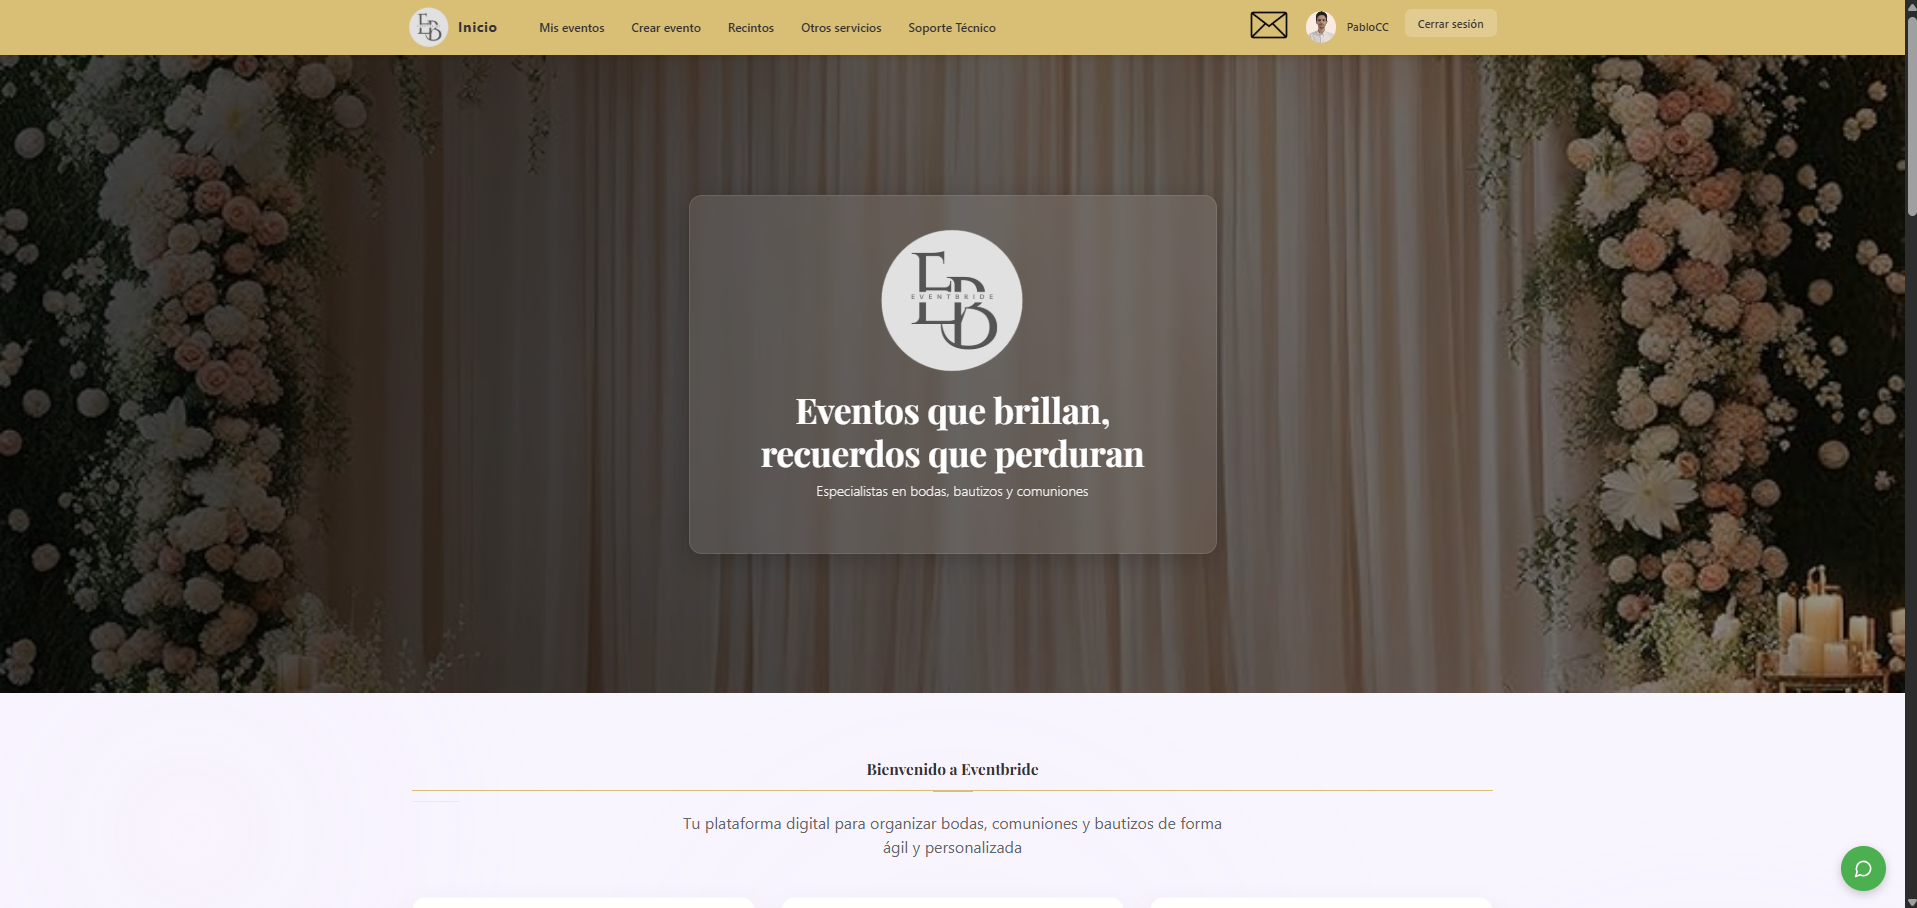 EB
Inicio
Mis eventos
Crear evento
Recintos
Otros servicios
Soporte Técnico
PabloCC
Cerrar sesión
EB
EVENTBRIDE
Eventos que brillan,
recuerdos que perduran
Especialistas en bodas, bautizos y comuniones
Bienvenido a Eventbride
Tu plataforma digital para organizar bodas, comuniones y bautizos de forma
ágil y personalizada